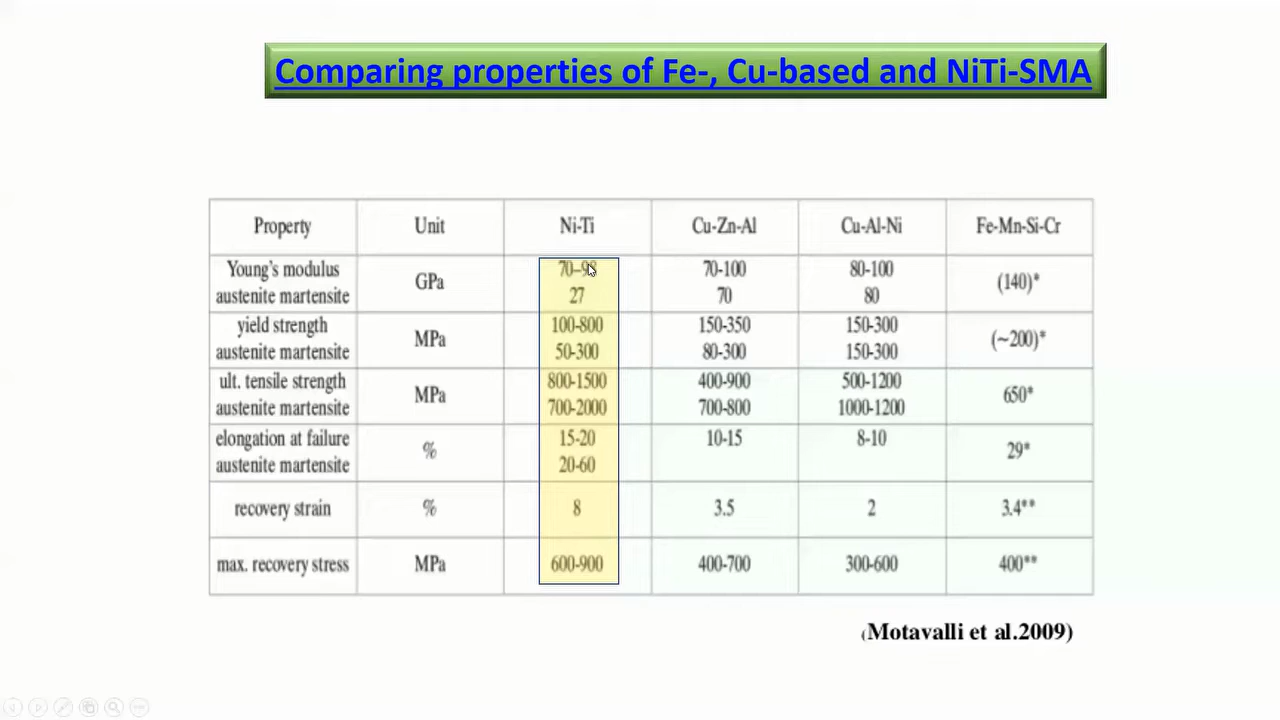 Comparing properties of Fe-, Cu-based and NiTi-SMA
Property Unit Ni-Ti Cu-Zn-Al Cu-Al-Ni Fe-Mn-Si-Cr
Young's modulus 70–98 70-100 80-100
austenite martensite GPa 27 70 80 (140)*
yield strength 100-800 150-350 150-300
austenite martensite MPa 50-300 80-300 150-300 (~200)*
ult. tensile strength 800-1500 400-900 500-1200
austenite martensite MPa 700-2000 700-800 1000-1200 650*
elongation at failure 15-20 10-15 8-10
austenite martensite % 20-60 29*
recovery strain % 8 3.5 2 3.4**
max. recovery stress MPa 600-900 400-700 300-600 400**
(Motavalli et al.2009)